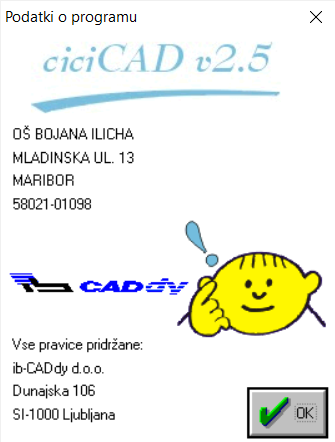 Podatki o programu
ciciCAD v2.5
OŠ BOJANA ILICHA
MLADINSKA UL. 13
MARIBOR
58021-01098
ib CADdy
Vse pravice pridržane:
ib-CADdy d.o.o.
Dunajska 106
SI-1000 Ljubljana
OK